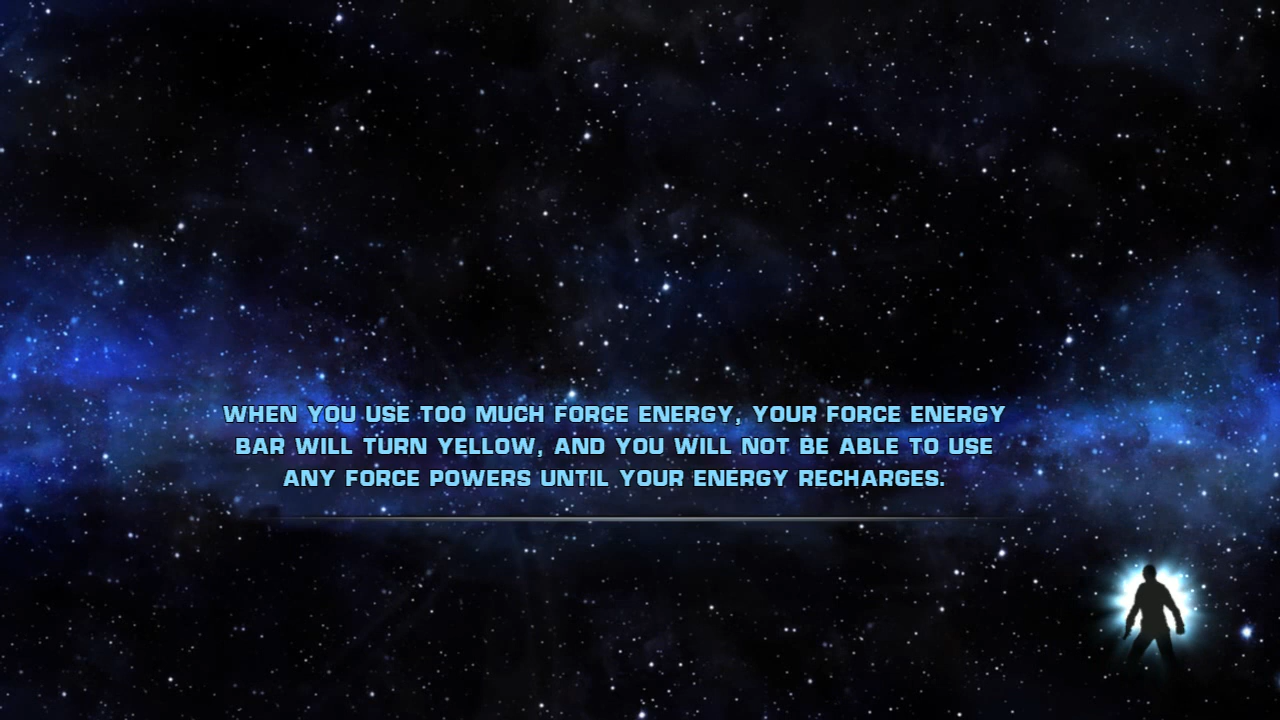 WHEN YOU USE TOO MUCH FORCE ENERGY, YOUR FORCE ENERGY
BAR WILL TURN YELLOW, AND YOU WILL NOT BE ABLE TO USE
ANY FORCE POWERS UNTIL YOUR ENERGY RECHARGES.